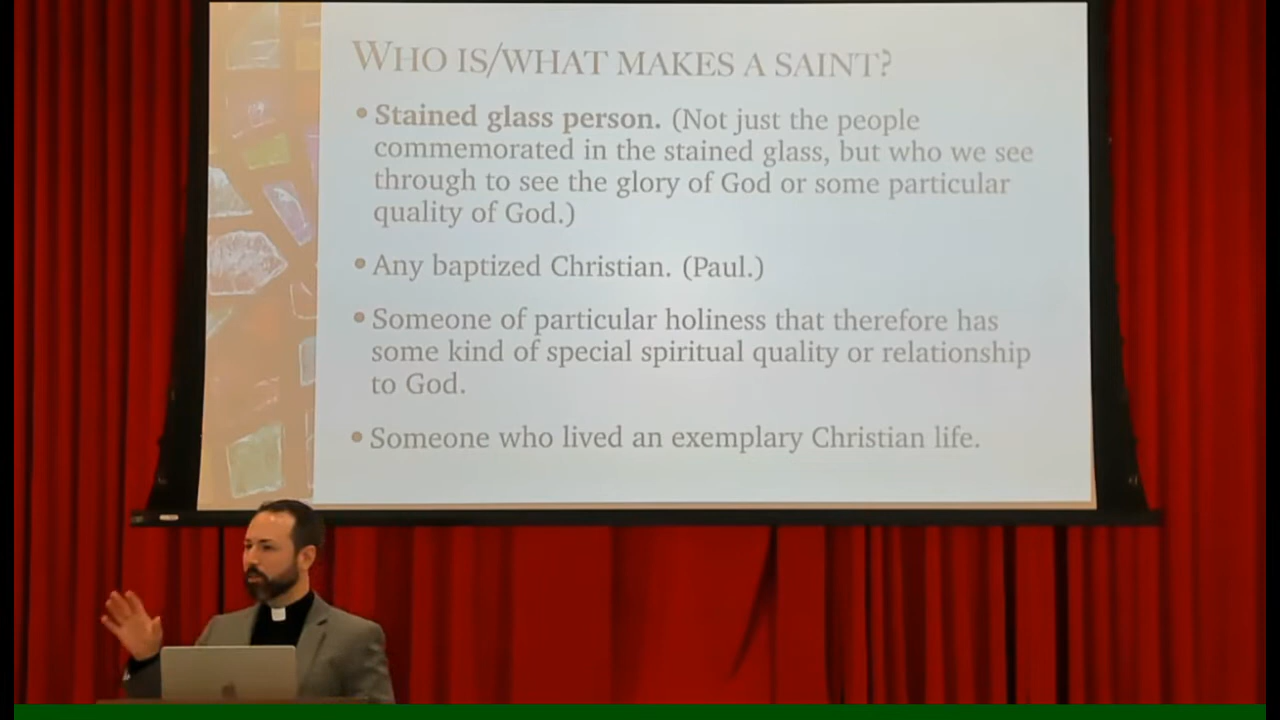 WHO IS/WHAT MAKES A SAINT?
• Stained glass person. (Not just the people
commemorated in the stained glass, but who we see
through to see the glory of God or some particular
quality of God.)
• Any baptized Christian. (Paul.)
• Someone of particular holiness that therefore has
some kind of special spiritual quality or relationship
to God.
• Someone who lived an exemplary Christian life.